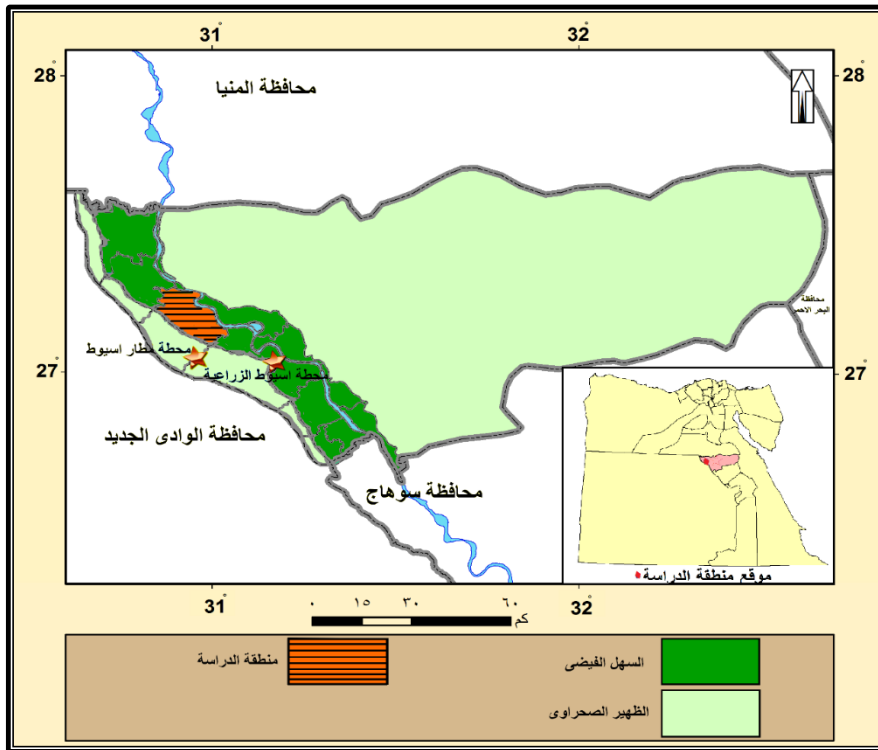 31 32
28 28
محافظة المنيا
محافظة
البحر الاحمر
محطة مطار اسيوط
محطة اسيوط الزراعية
27 27
محافظة الوادى الجديد
محافظة سوهاج
موقع منطقة الدراسة
31 32
٠ ١٥ ٣٠ ٦٠
كم
منطقة الدراسة
السهل الفيضى
الظهير الصحراوى